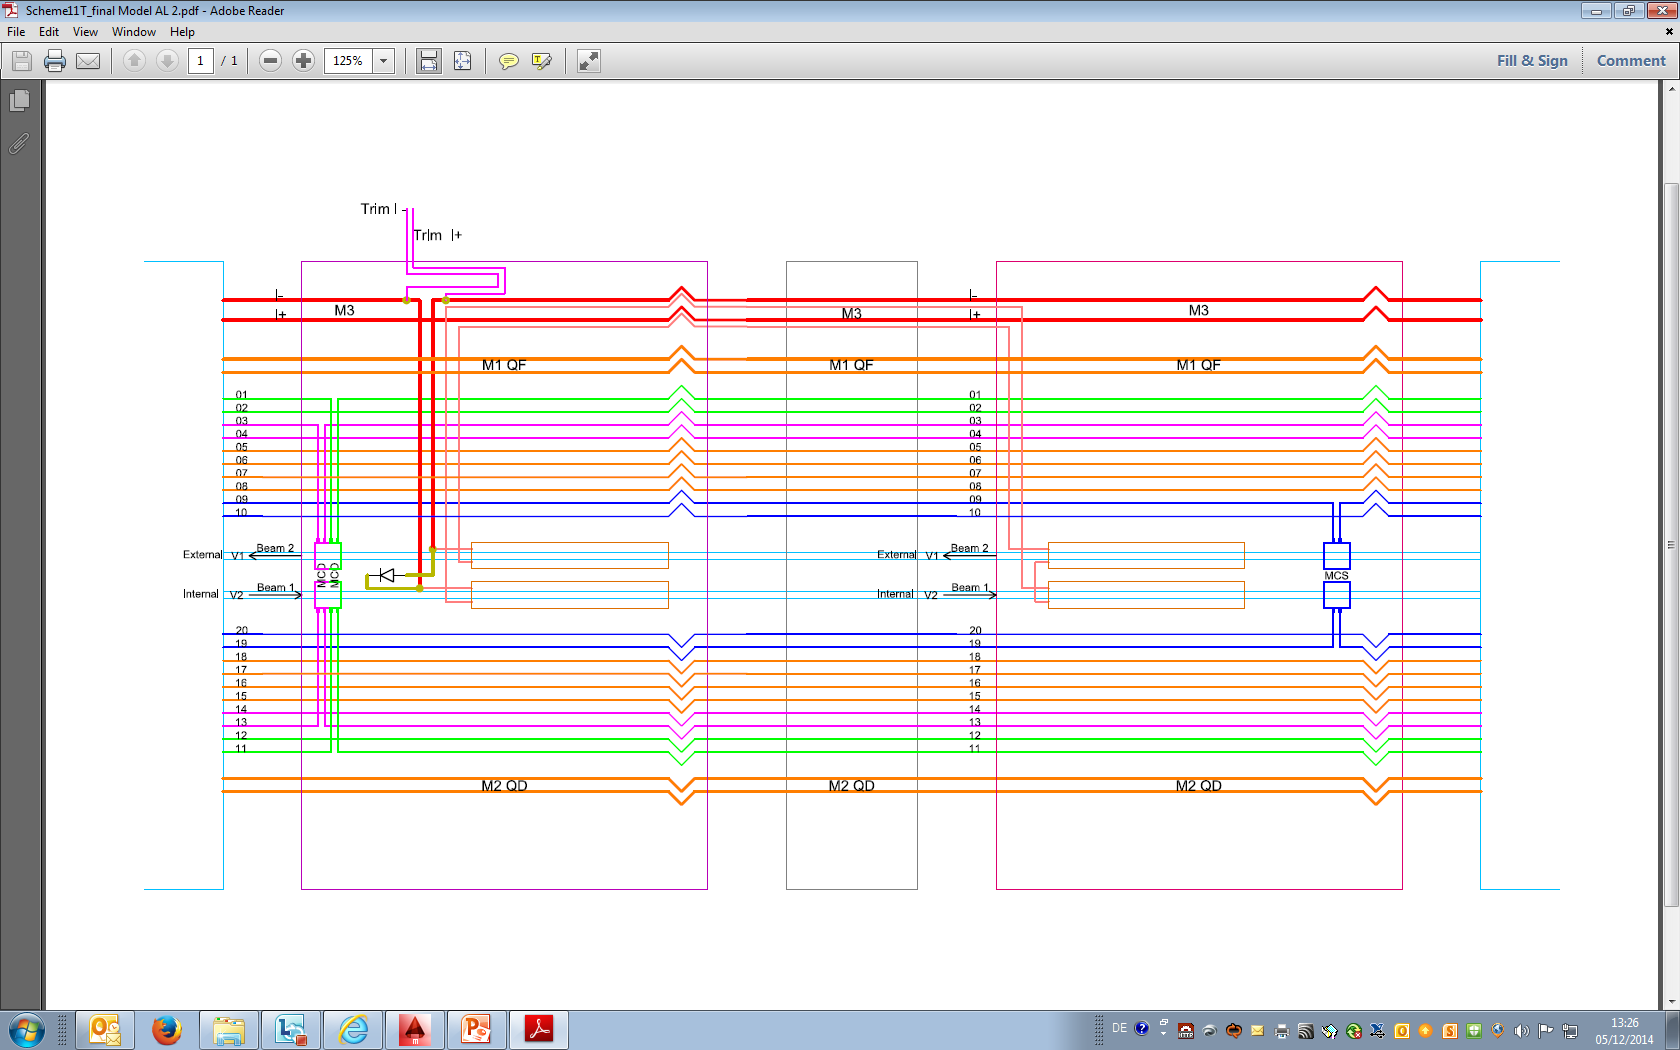 Scheme11T_final Model AL 2.pdf - Adobe Reader
File Edit View Window Help
1 / 1 125% Fill & Sign Comment
Trim I -
Trim I+
I- I-
M3 M3 M3
I+ I+
M1 QF M1 QF M1 QF
01 01
02 02
03 03
04 04
05 05
06 06
07 07
08 08
09 09
10 10
External V1 Beam 2 External V1 Beam 2
MCO MCO MCS
Internal V2 Beam 1 Internal V2 Beam 1
20 20
19 19
18 18
17 17
16 16
15 15
14 14
13 13
12 12
11 11
M2 QD M2 QD M2 QD
DE 13:26
05/12/2014